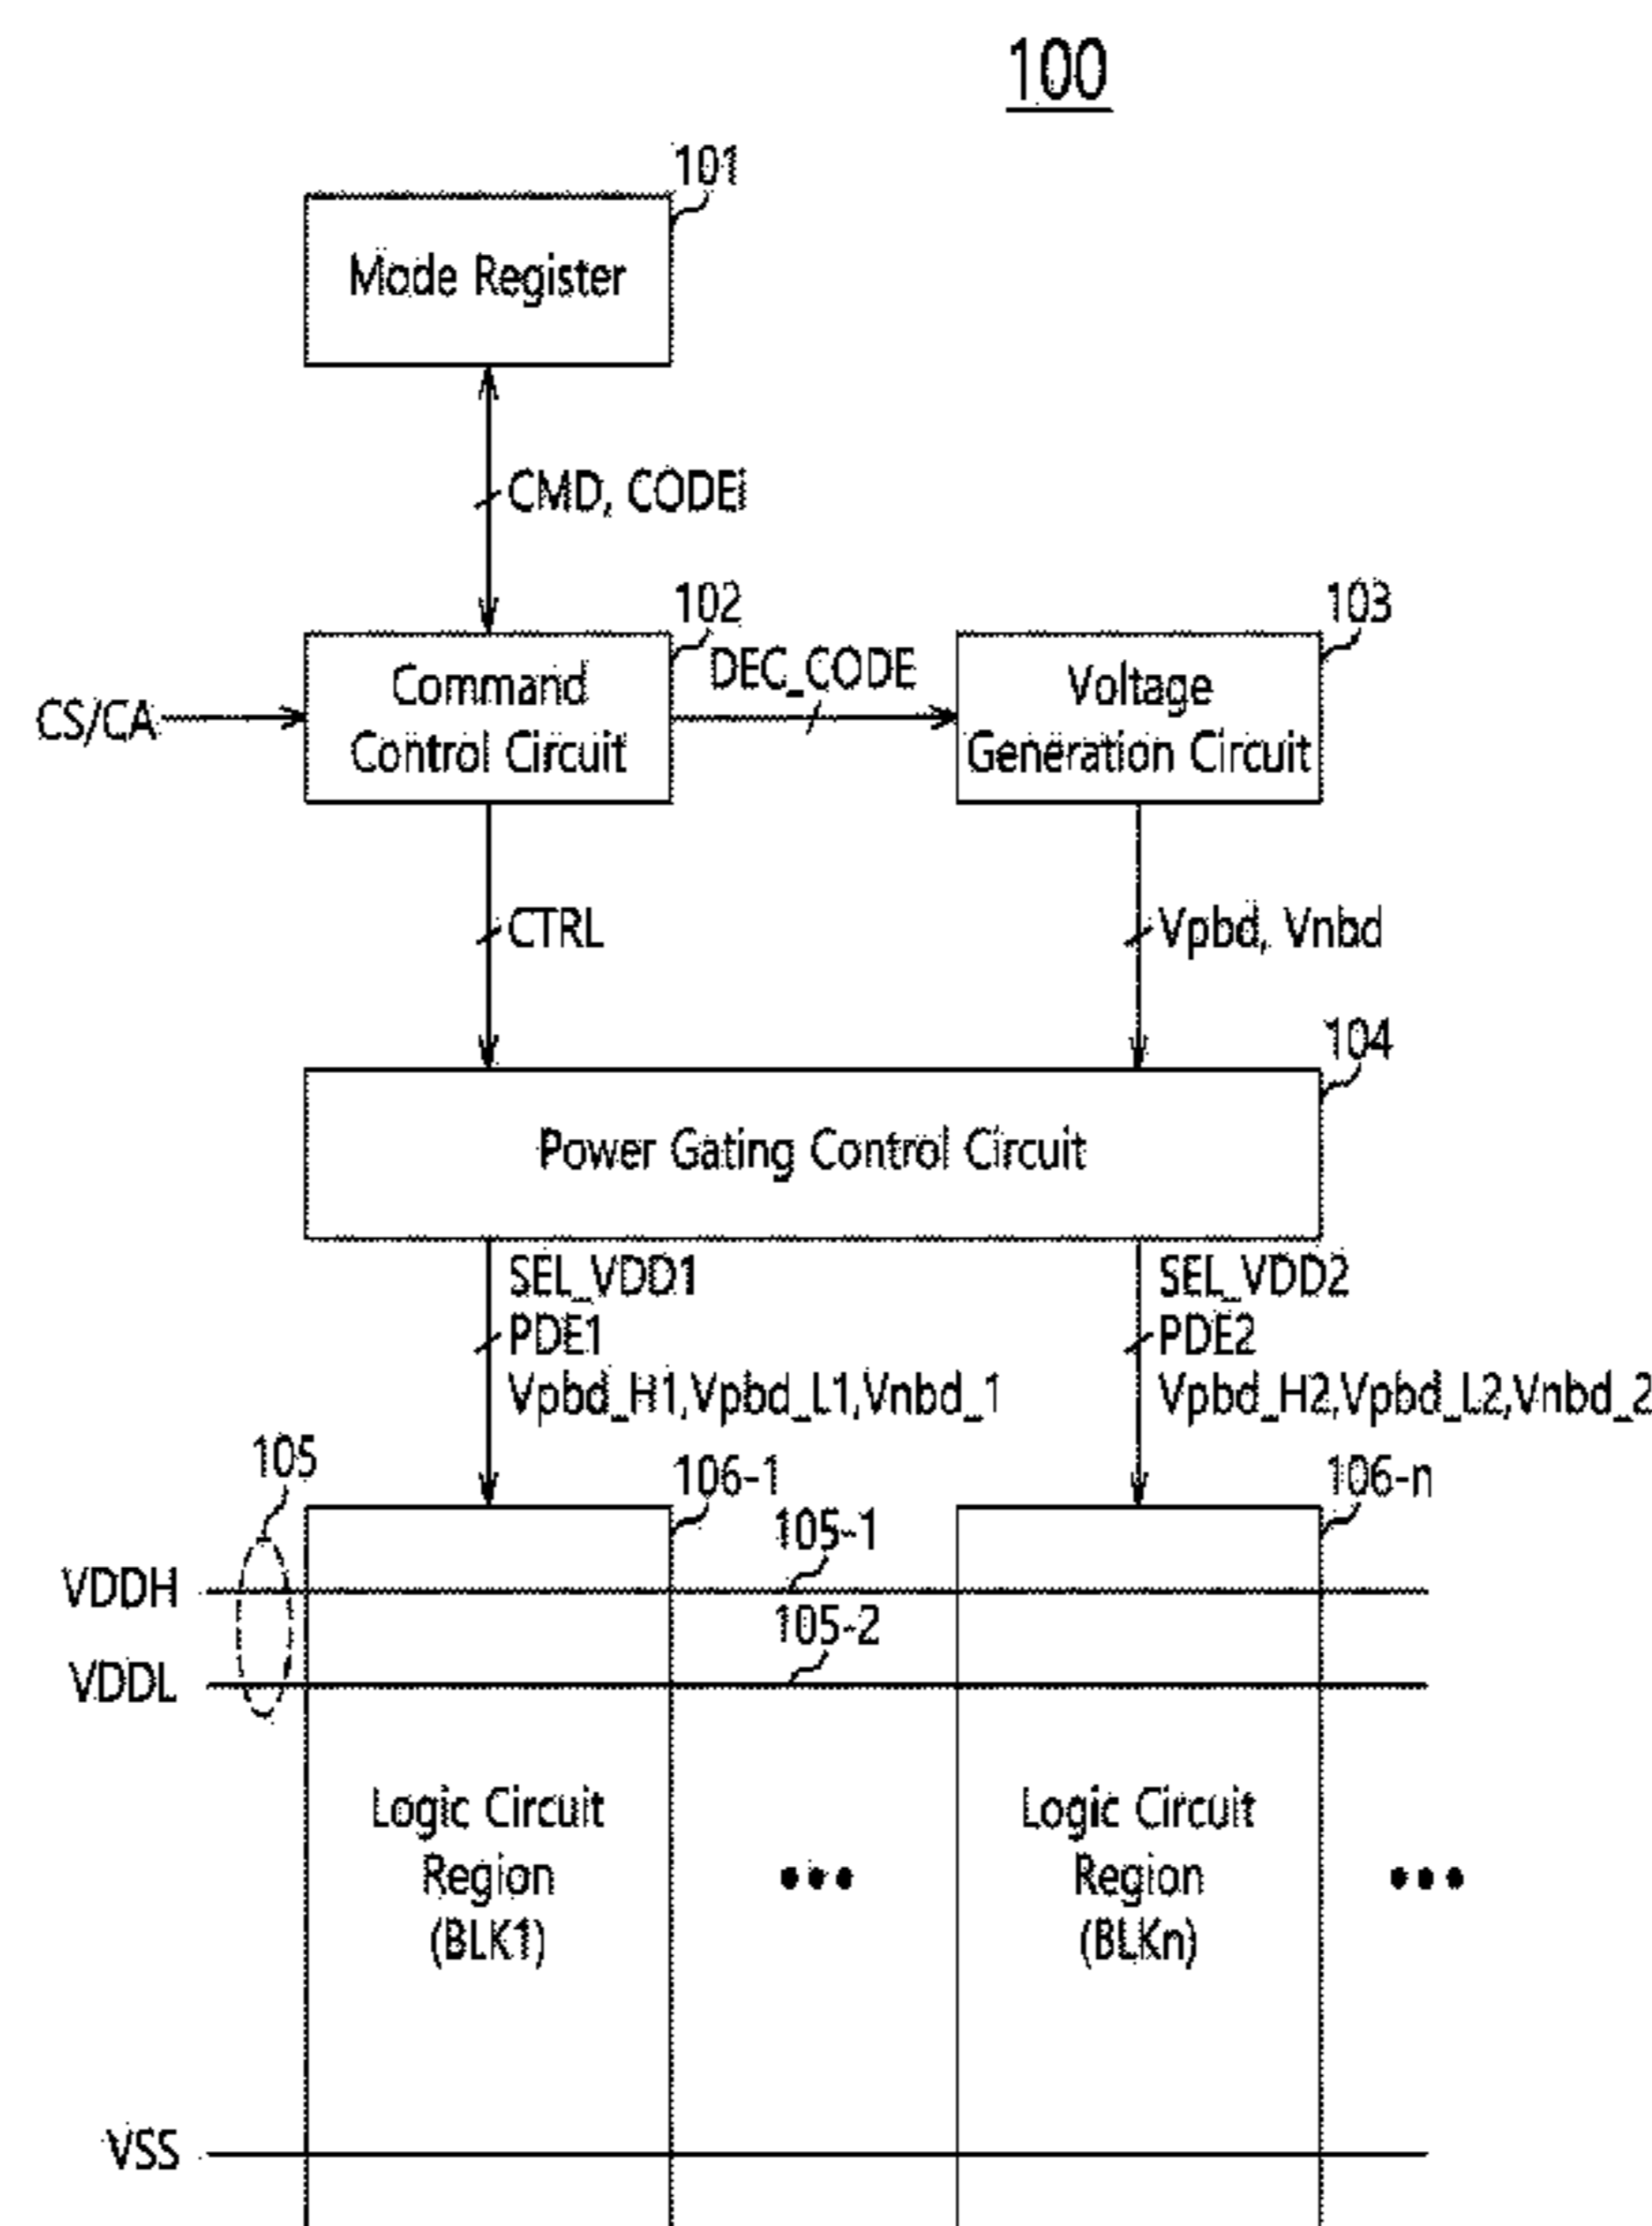 100
101
Mode Register
CMD, CODE
102
103
DEC_CODE
CS/CA
Command
Control Circuit
Voltage
Generation Circuit
CTRL
Vpbd, Vnbd
104
Power Gating Control Circuit
SEL_VDD1
PDE1
Vpbd_H1,Vpbd_L1,Vnbd_1
SEL_VDD2
PDE2
Vpbd_H2,Vpbd_L2,Vnbd_2
105
106-1
106-n
105-1
VDDH
105-2
VDDL
Logic Circuit
Region
(BLK1)
•••
Logic Circuit
Region
(BLKn)
•••
VSS